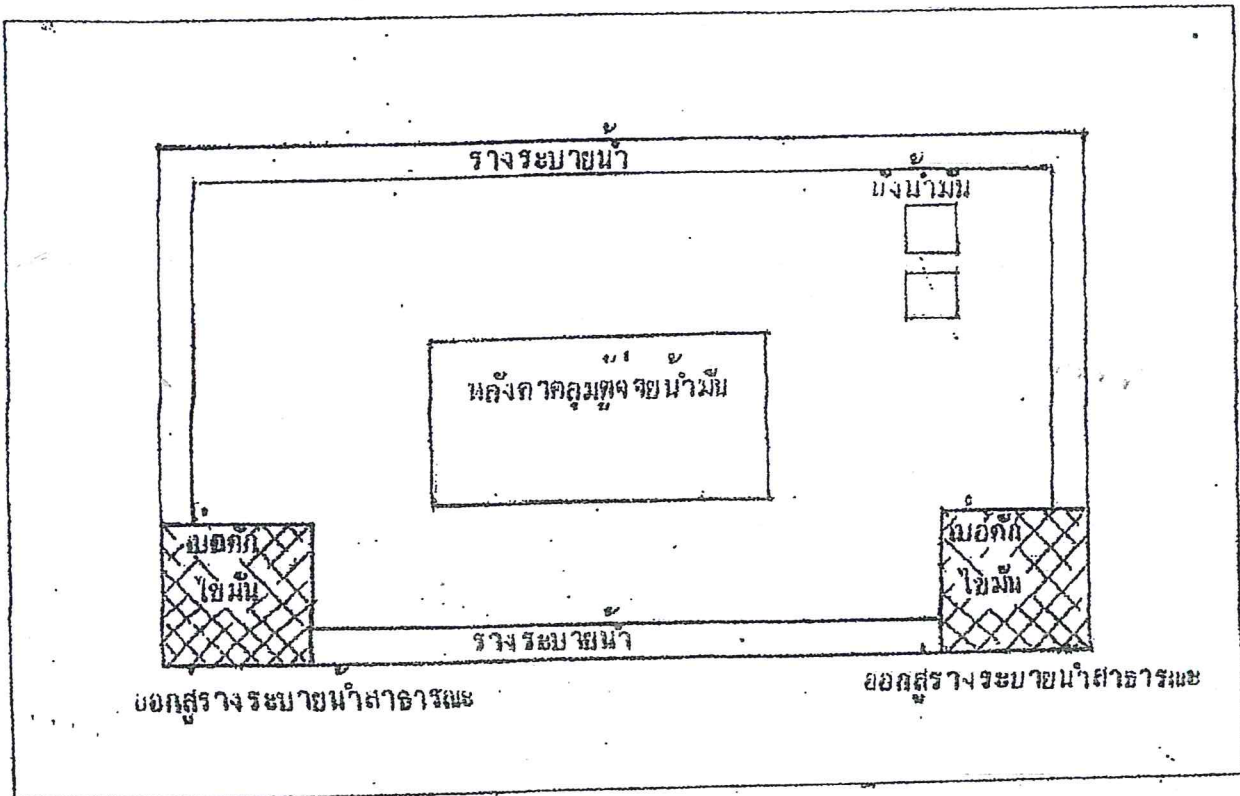 รางระบายน้ำ
ถังน้ำมัน
หลังคาคลุมตู้จ่ายน้ำมัน
บ่อดัก
ไขมัน
บ่อดัก
ไขมัน
รางระบายน้ำ
ออกสู่รางระบายน้ำสาธารณะ
ออกสู่รางระบายน้ำสาธารณะ